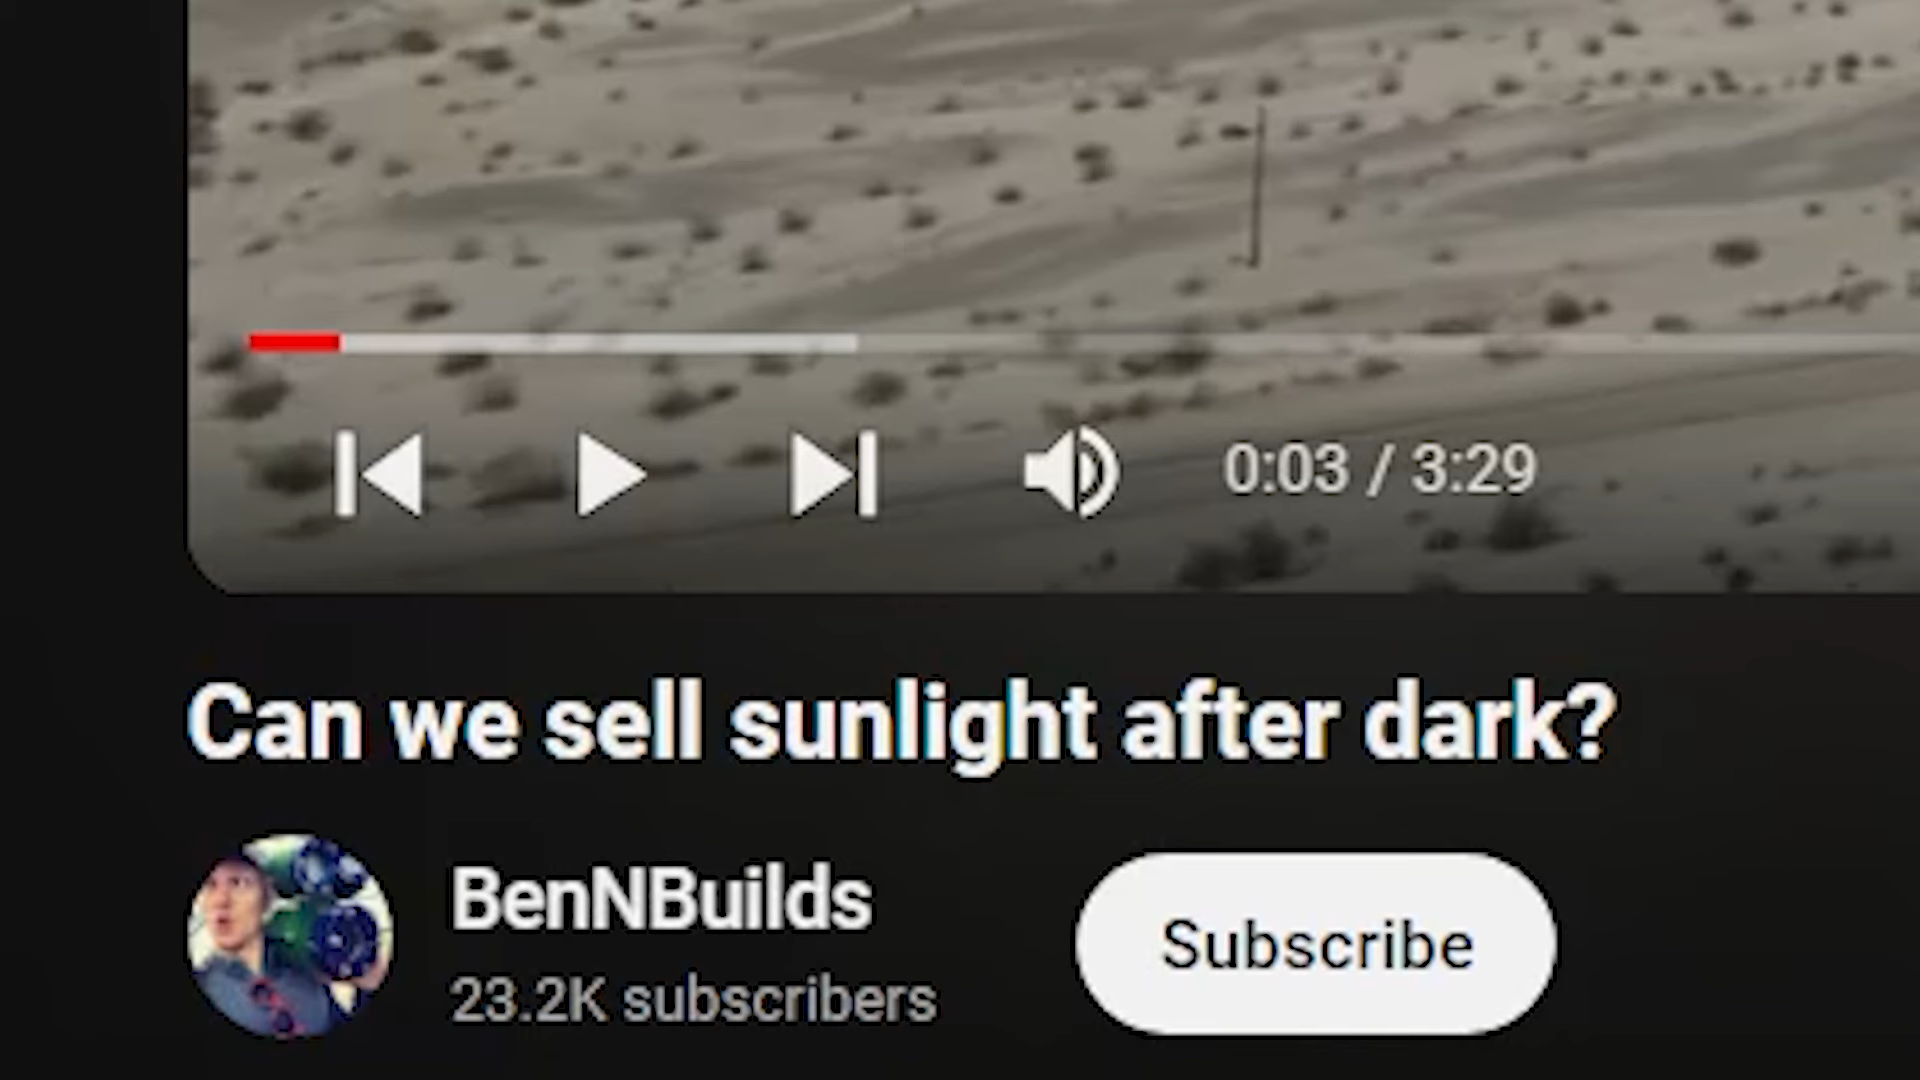 0:03 / 3:29
Can we sell sunlight after dark?
BenNBuilds
Subscribe
23.2K subscribers